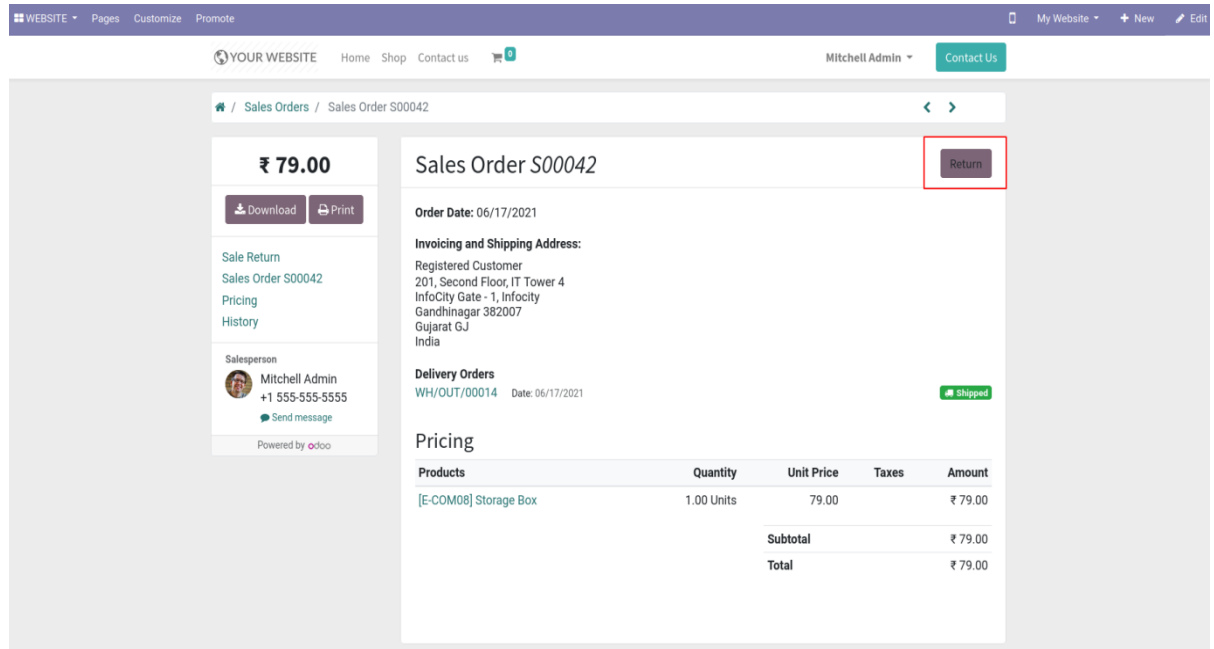 WEBSITE Pages Customize Promote My Website + New Edit
YOUR WEBSITE Home Shop Contact us 0 Mitchell Admin Contact Us
/ Sales Orders / Sales Order S00042
₹ 79.00
Download Print
Sale Return
Sales Order S00042
Pricing
History
Salesperson
Mitchell Admin
+1 555-555-5555
Send message
Powered by odoo
Sales Order S00042 Return
Order Date: 06/17/2021
Invoicing and Shipping Address:
Registered Customer
201, Second Floor, IT Tower 4
InfoCity Gate - 1, Infocity
Gandhinagar 382007
Gujarat GJ
India
Delivery Orders
WH/OUT/00014 Date: 06/17/2021 Shipped
Pricing
Products Quantity Unit Price Taxes Amount
[E-COM08] Storage Box 1.00 Units 79.00 ₹ 79.00
Subtotal ₹ 79.00
Total ₹ 79.00